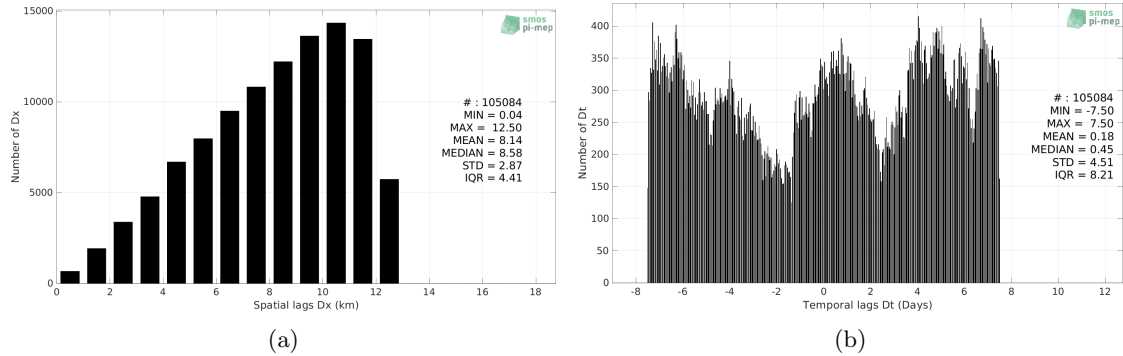 15000
10000
5000
0
Number of Dx
0 2 4 6 8 10 12 14 16 18
Spatial lags Dx (km)
smos
pi-mep
# : 105084
MIN = 0.04
MAX = 12.50
MEAN = 8.14
MEDIAN = 8.58
STD = 2.87
IQR = 4.41
(a)
400
350
300
250
200
150
100
50
0
Number of Dt
-8 -6 -4 -2 0 2 4 6 8 10 12
Temporal lags Dt (Days)
smos
pi-mep
# : 105084
MIN = -7.50
MAX = 7.50
MEAN = 0.18
MEDIAN = 0.45
STD = 4.51
IQR = 8.21
(b)